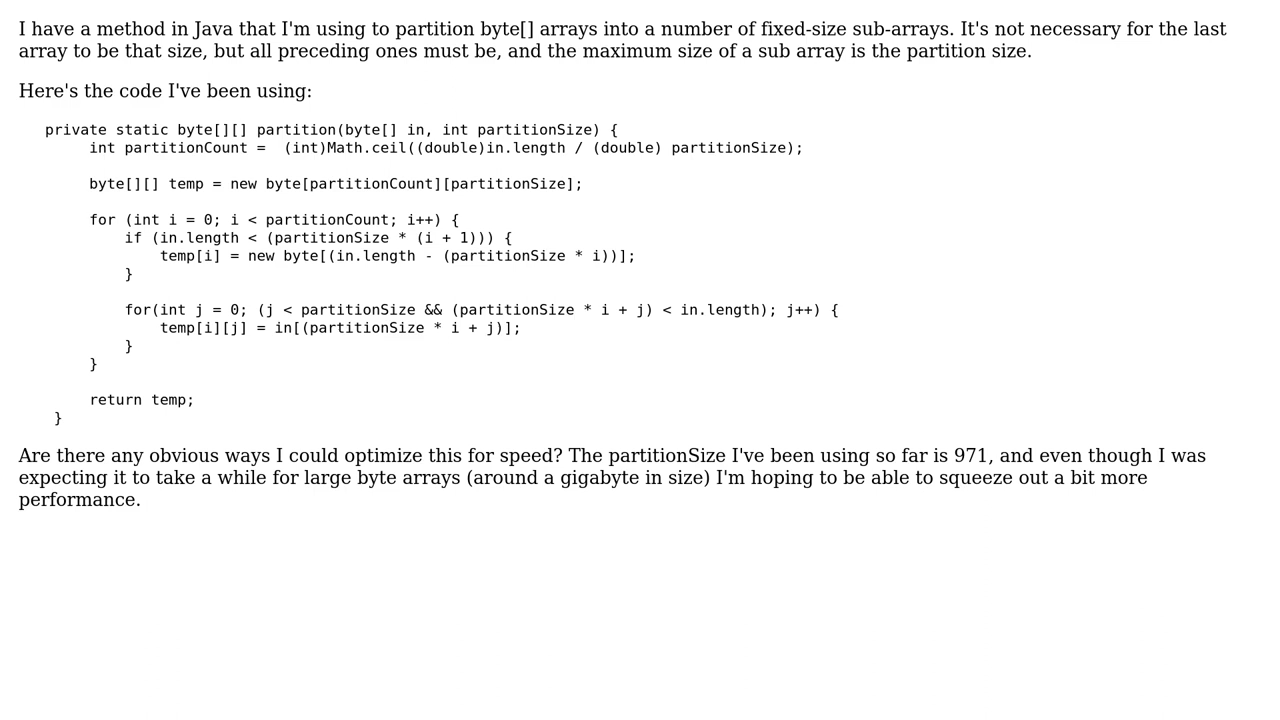 I have a method in Java that I'm using to partition byte[] arrays into a number of fixed-size sub-arrays. It's not necessary for the last
array to be that size, but all preceding ones must be, and the maximum size of a sub array is the partition size.
Here's the code I've been using:
private static byte[][] partition(byte[] in, int partitionSize) {
int partitionCount =  (int)Math.ceil((double)in.length / (double) partitionSize);
byte[][] temp = new byte[partitionCount][partitionSize];
for (int i = 0; i < partitionCount; i++) {
if (in.length < (partitionSize * (i + 1))) {
temp[i] = new byte[(in.length - (partitionSize * i))];
}
for(int j = 0; (j < partitionSize && (partitionSize * i + j) < in.length); j++) {
temp[i][j] = in[(partitionSize * i + j)];
}
}
return temp;
}
Are there any obvious ways I could optimize this for speed? The partitionSize I've been using so far is 971, and even though I was
expecting it to take a while for large byte arrays (around a gigabyte in size) I'm hoping to be able to squeeze out a bit more
performance.